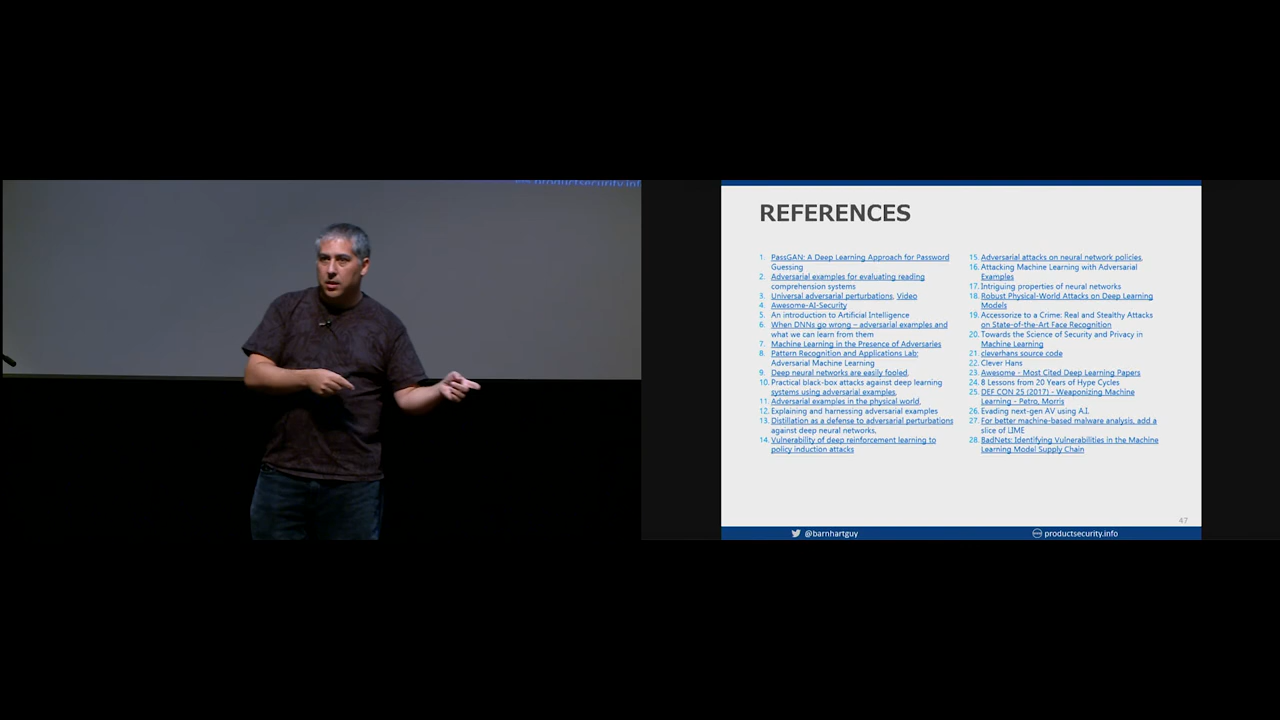 productsecurity.inf
REFERENCES
1. PassGAN: A Deep Learning Approach for Password
Guessing
2. Adversarial examples for evaluating reading
comprehension systems
3. Universal adversarial perturbations, Video
4. Awesome-AI-Security
5. An introduction to Artificial Intelligence
6. When DNNs go wrong – adversarial examples and
what we can learn from them
7. Machine Learning in the Presence of Adversaries
8. Pattern Recognition and Applications Lab:
Adversarial Machine Learning
9. Deep neural networks are easily fooled,
10. Practical black-box attacks against deep learning
systems using adversarial examples,
11. Adversarial examples in the physical world,
12. Explaining and harnessing adversarial examples
13. Distillation as a defense to adversarial perturbations
against deep neural networks,
14. Vulnerability of deep reinforcement learning to
policy induction attacks
15. Adversarial attacks on neural network policies,
16. Attacking Machine Learning with Adversarial
Examples
17. Intriguing properties of neural networks
18. Robust Physical-World Attacks on Deep Learning
Models
19. Accessorize to a Crime: Real and Stealthy Attacks
on State-of-the-Art Face Recognition
20. Towards the Science of Security and Privacy in
Machine Learning
21. cleverhans source code
22. Clever Hans
23. Awesome - Most Cited Deep Learning Papers
24. 8 Lessons from 20 Years of Hype Cycles
25. DEF CON 25 (2017) - Weaponizing Machine
Learning - Petro, Morris
26. Evading next-gen AV using A.I.
27. For better machine-based malware analysis, add a
slice of LIME
28. BadNets: Identifying Vulnerabilities in the Machine
Learning Model Supply Chain
47
@barnhartguy
productsecurity.info